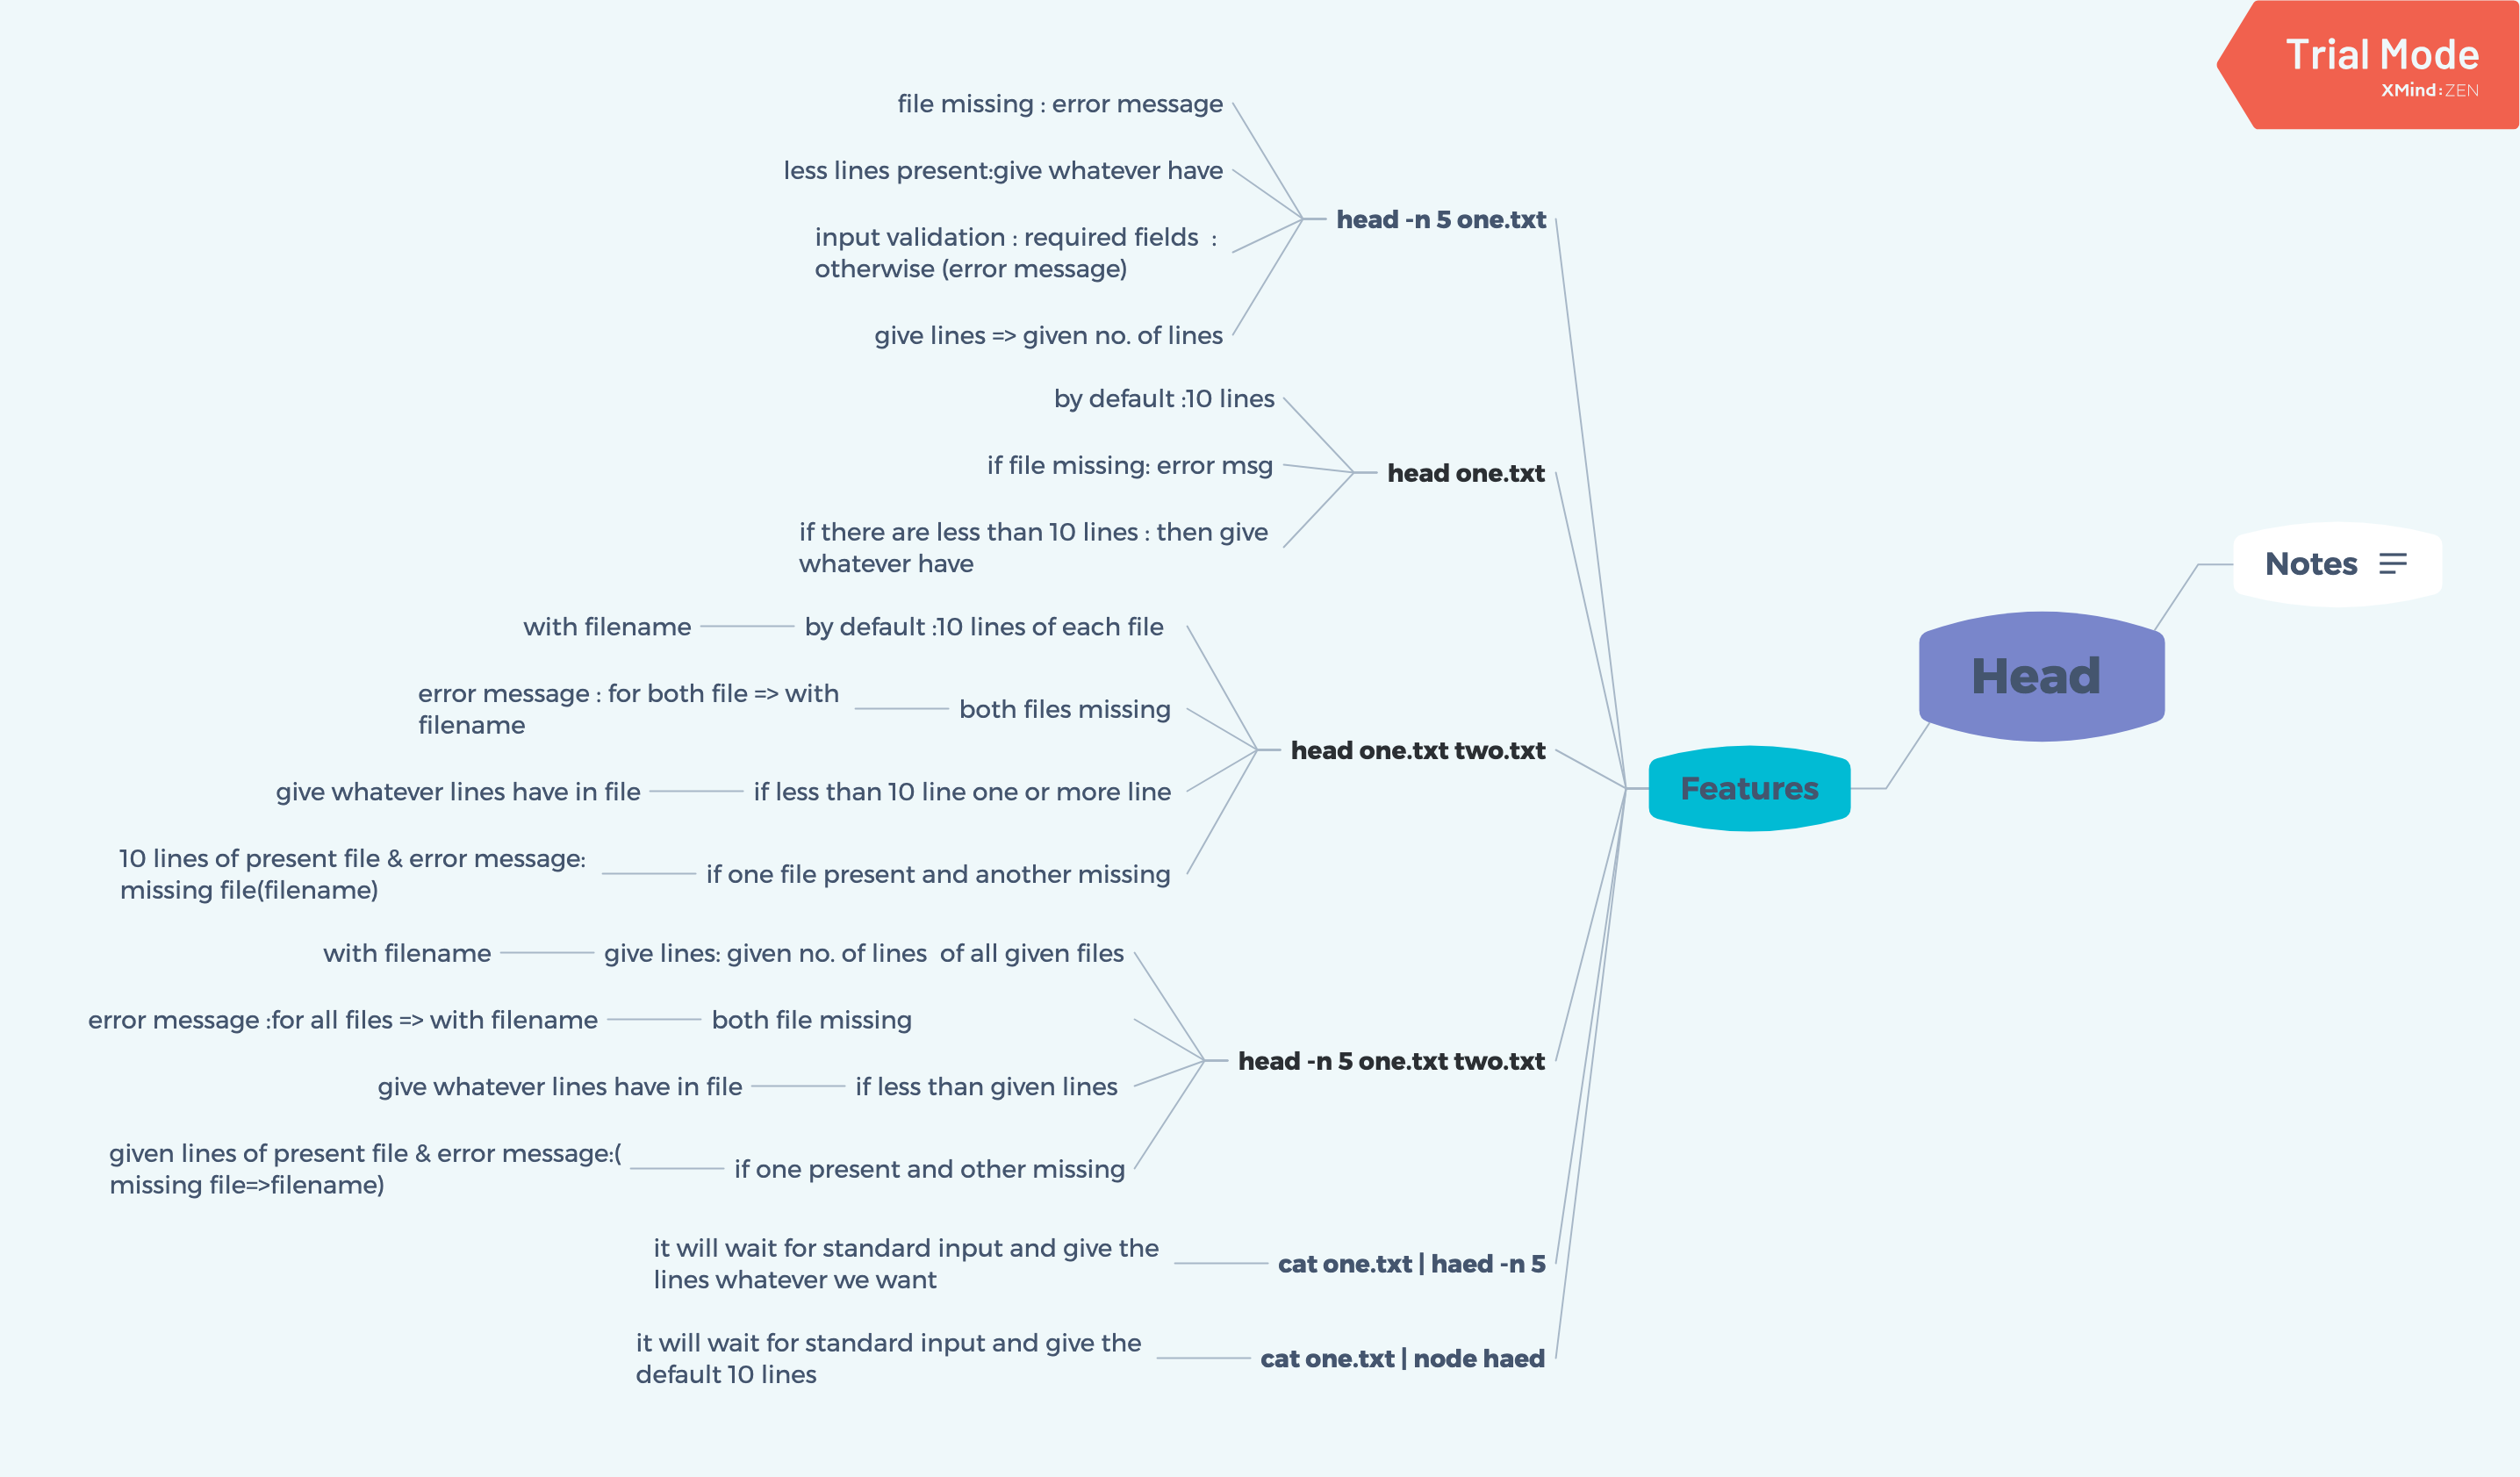 Trial Mode
XMind:ZEN
file missing : error message
less lines present:give whatever have
input validation : required fields  :
otherwise (error message)
give lines => given no. of lines
head -n 5 one.txt
by default :10 lines
if file missing: error msg
if there are less than 10 lines : then give
whatever have
head one.txt
with filename
by default :10 lines of each file
error message : for both file => with
filename
both files missing
give whatever lines have in file
if less than 10 line one or more line
10 lines of present file & error message:
missing file(filename)
if one file present and another missing
head one.txt two.txt
with filename
give lines: given no. of lines  of all given files
error message :for all files => with filename
both file missing
give whatever lines have in file
if less than given lines
given lines of present file & error message:(
missing file=>filename)
if one present and other missing
head -n 5 one.txt two.txt
it will wait for standard input and give the
lines whatever we want
cat one.txt | haed -n 5
it will wait for standard input and give the
default 10 lines
cat one.txt | node haed
Features
Head
Notes